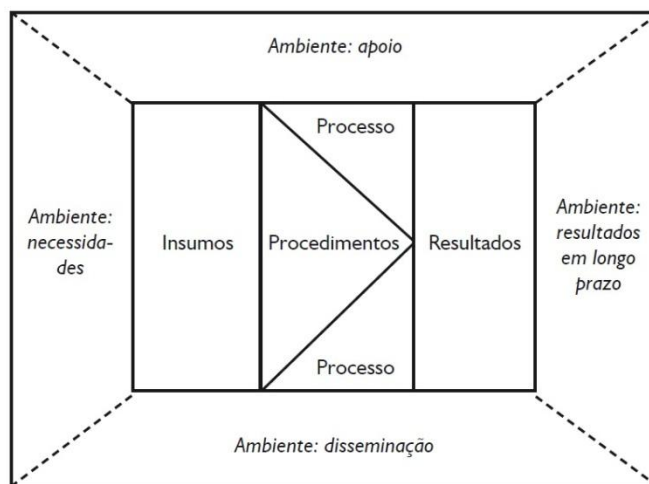 Ambiente: apoio
Processo
Ambiente:
necessida-
des
Insumos
Procedimentos
Resultados
Ambiente:
resultados
em longo
prazo
Processo
Ambiente: disseminação